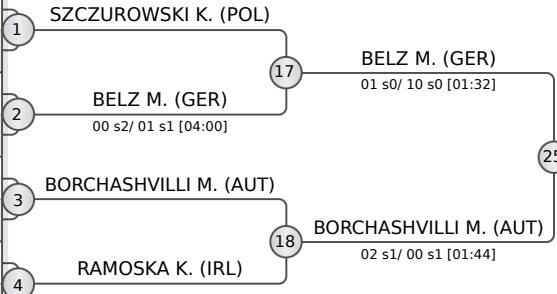 SZCZUROWSKI K. (POL)
1
BELZ M. (GER)
17
01 s0/ 10 s0 [01:32]
BELZ M. (GER)
2
00 s2/ 01 s1 [04:00]
25
BORCHASHVILLI M. (AUT)
3
BORCHASHVILLI M. (AUT)
18
02 s1/ 00 s1 [01:44]
RAMOSKA K. (IRL)
4